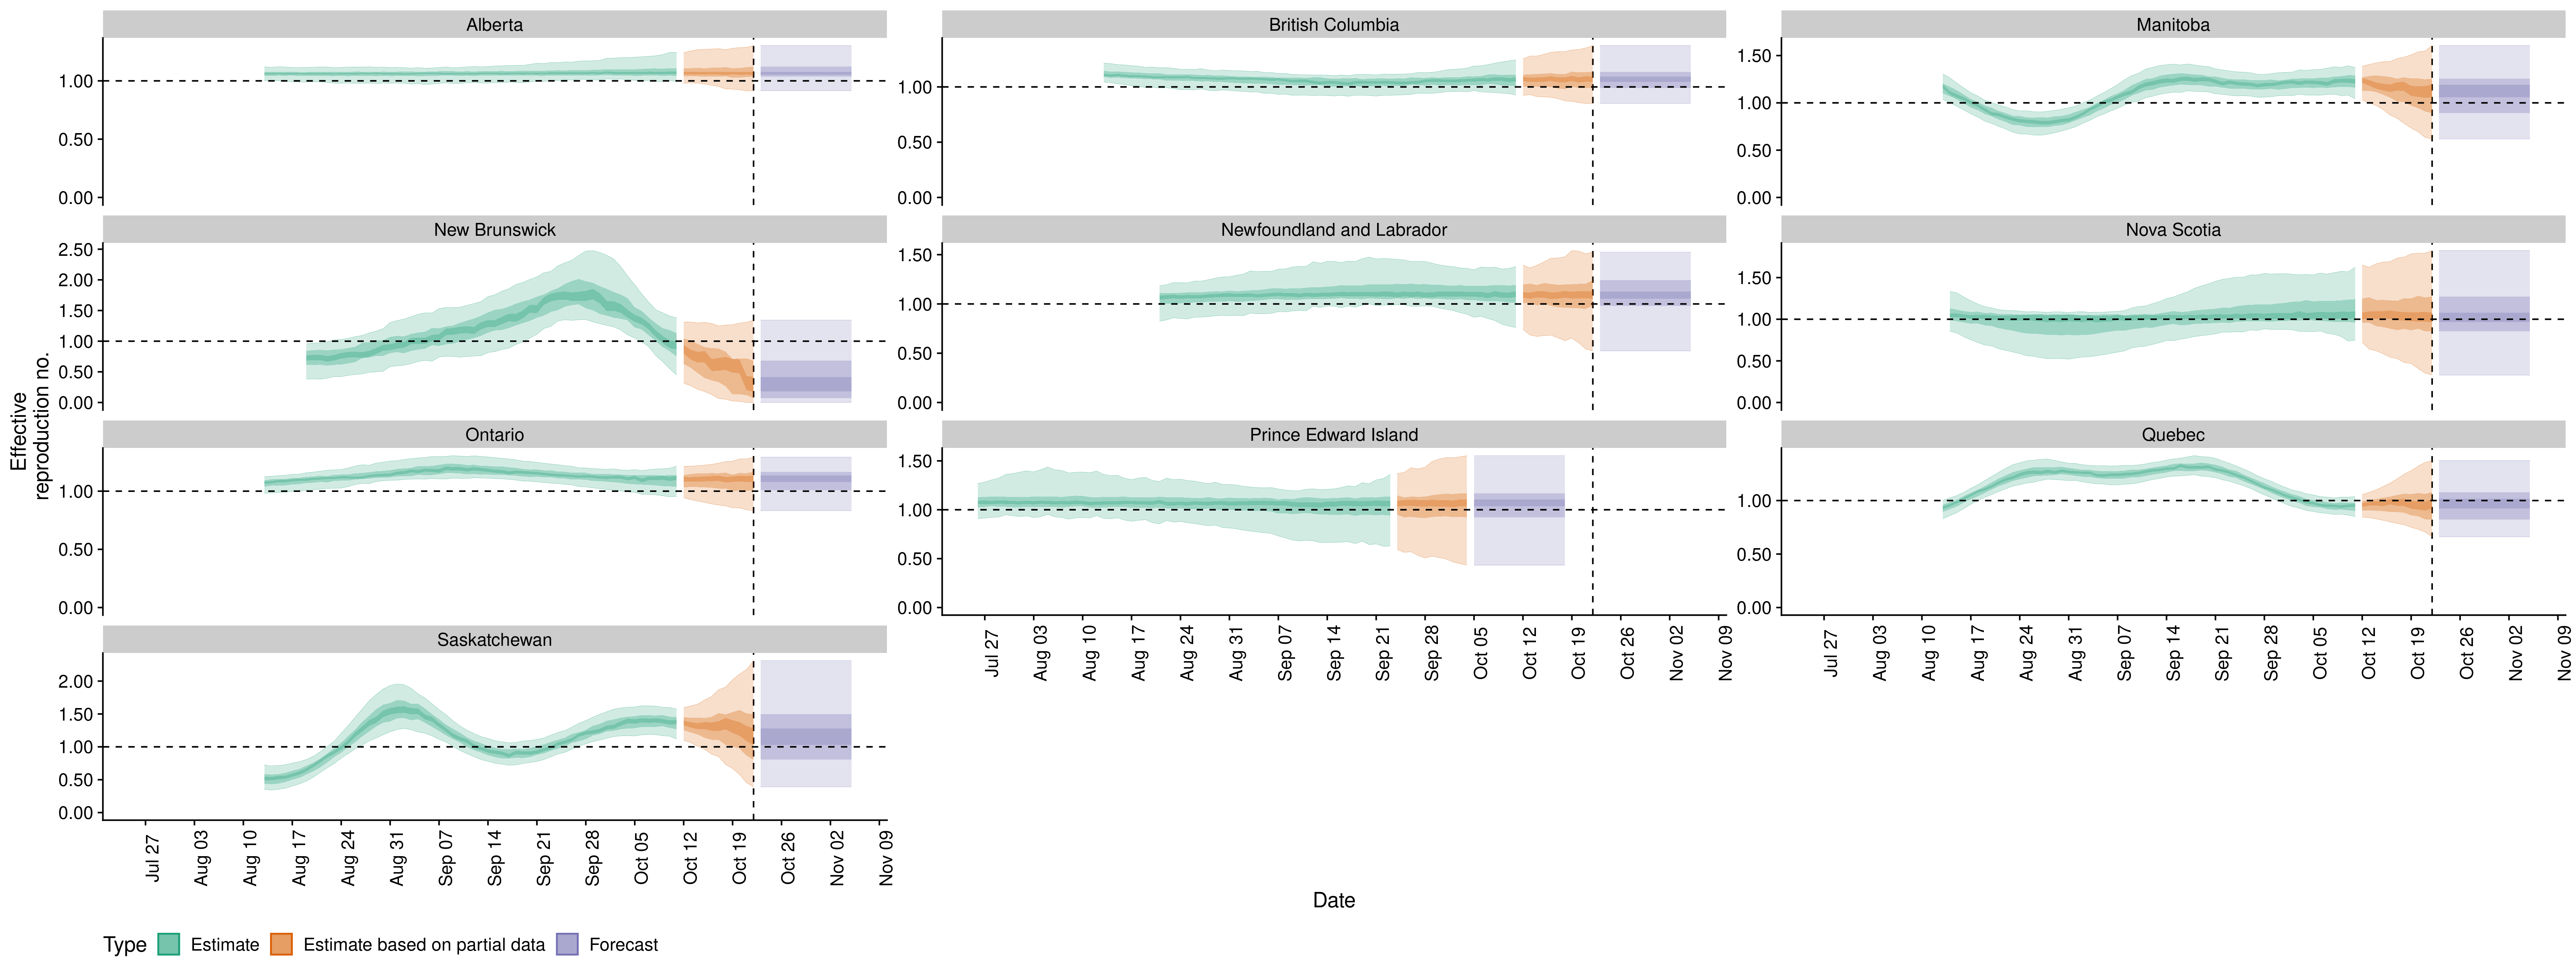 Alberta
British Columbia
Manitoba
1.00
0.50
0.00
1.00
0.50
0.00
1.50
1.00
0.50
0.00
New Brunswick
Newfoundland and Labrador
Nova Scotia
2.50
2.00
1.50
1.00
0.50
0.00
1.50
1.00
0.50
0.00
1.50
1.00
0.50
0.00
Effective
reproduction no.
Ontario
Prince Edward Island
Quebec
1.00
0.50
0.00
1.50
1.00
0.50
0.00
1.00
0.50
0.00
Jul 27
Aug 03
Aug 10
Aug 17
Aug 24
Aug 31
Sep 07
Sep 14
Sep 21
Sep 28
Oct 05
Oct 12
Oct 19
Oct 26
Nov 02
Nov 09
Jul 27
Aug 03
Aug 10
Aug 17
Aug 24
Aug 31
Sep 07
Sep 14
Sep 21
Sep 28
Oct 05
Oct 12
Oct 19
Oct 26
Nov 02
Nov 09
Saskatchewan
2.00
1.50
1.00
0.50
0.00
Jul 27
Aug 03
Aug 10
Aug 17
Aug 24
Aug 31
Sep 07
Sep 14
Sep 21
Sep 28
Oct 05
Oct 12
Oct 19
Oct 26
Nov 02
Nov 09
Date
Type Estimate Estimate based on partial data Forecast